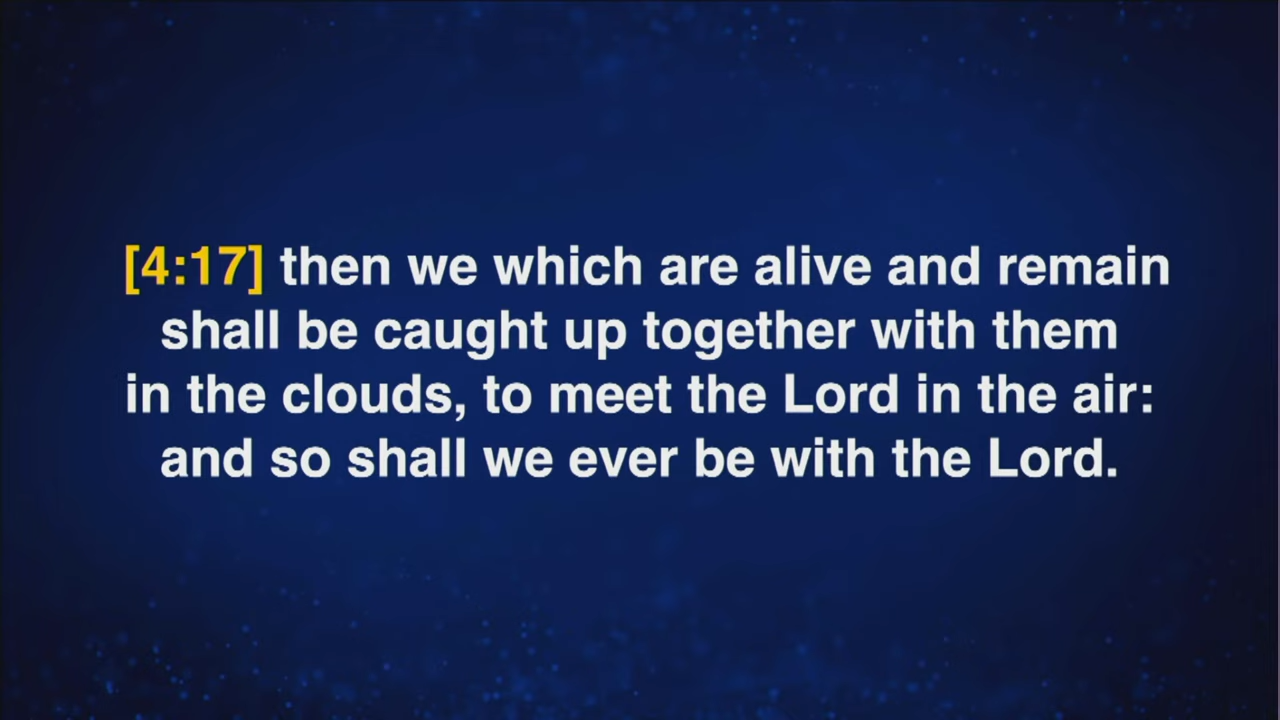 [4:17] then we which are alive and remain
shall be caught up together with them
in the clouds, to meet the Lord in the air:
and so shall we ever be with the Lord.